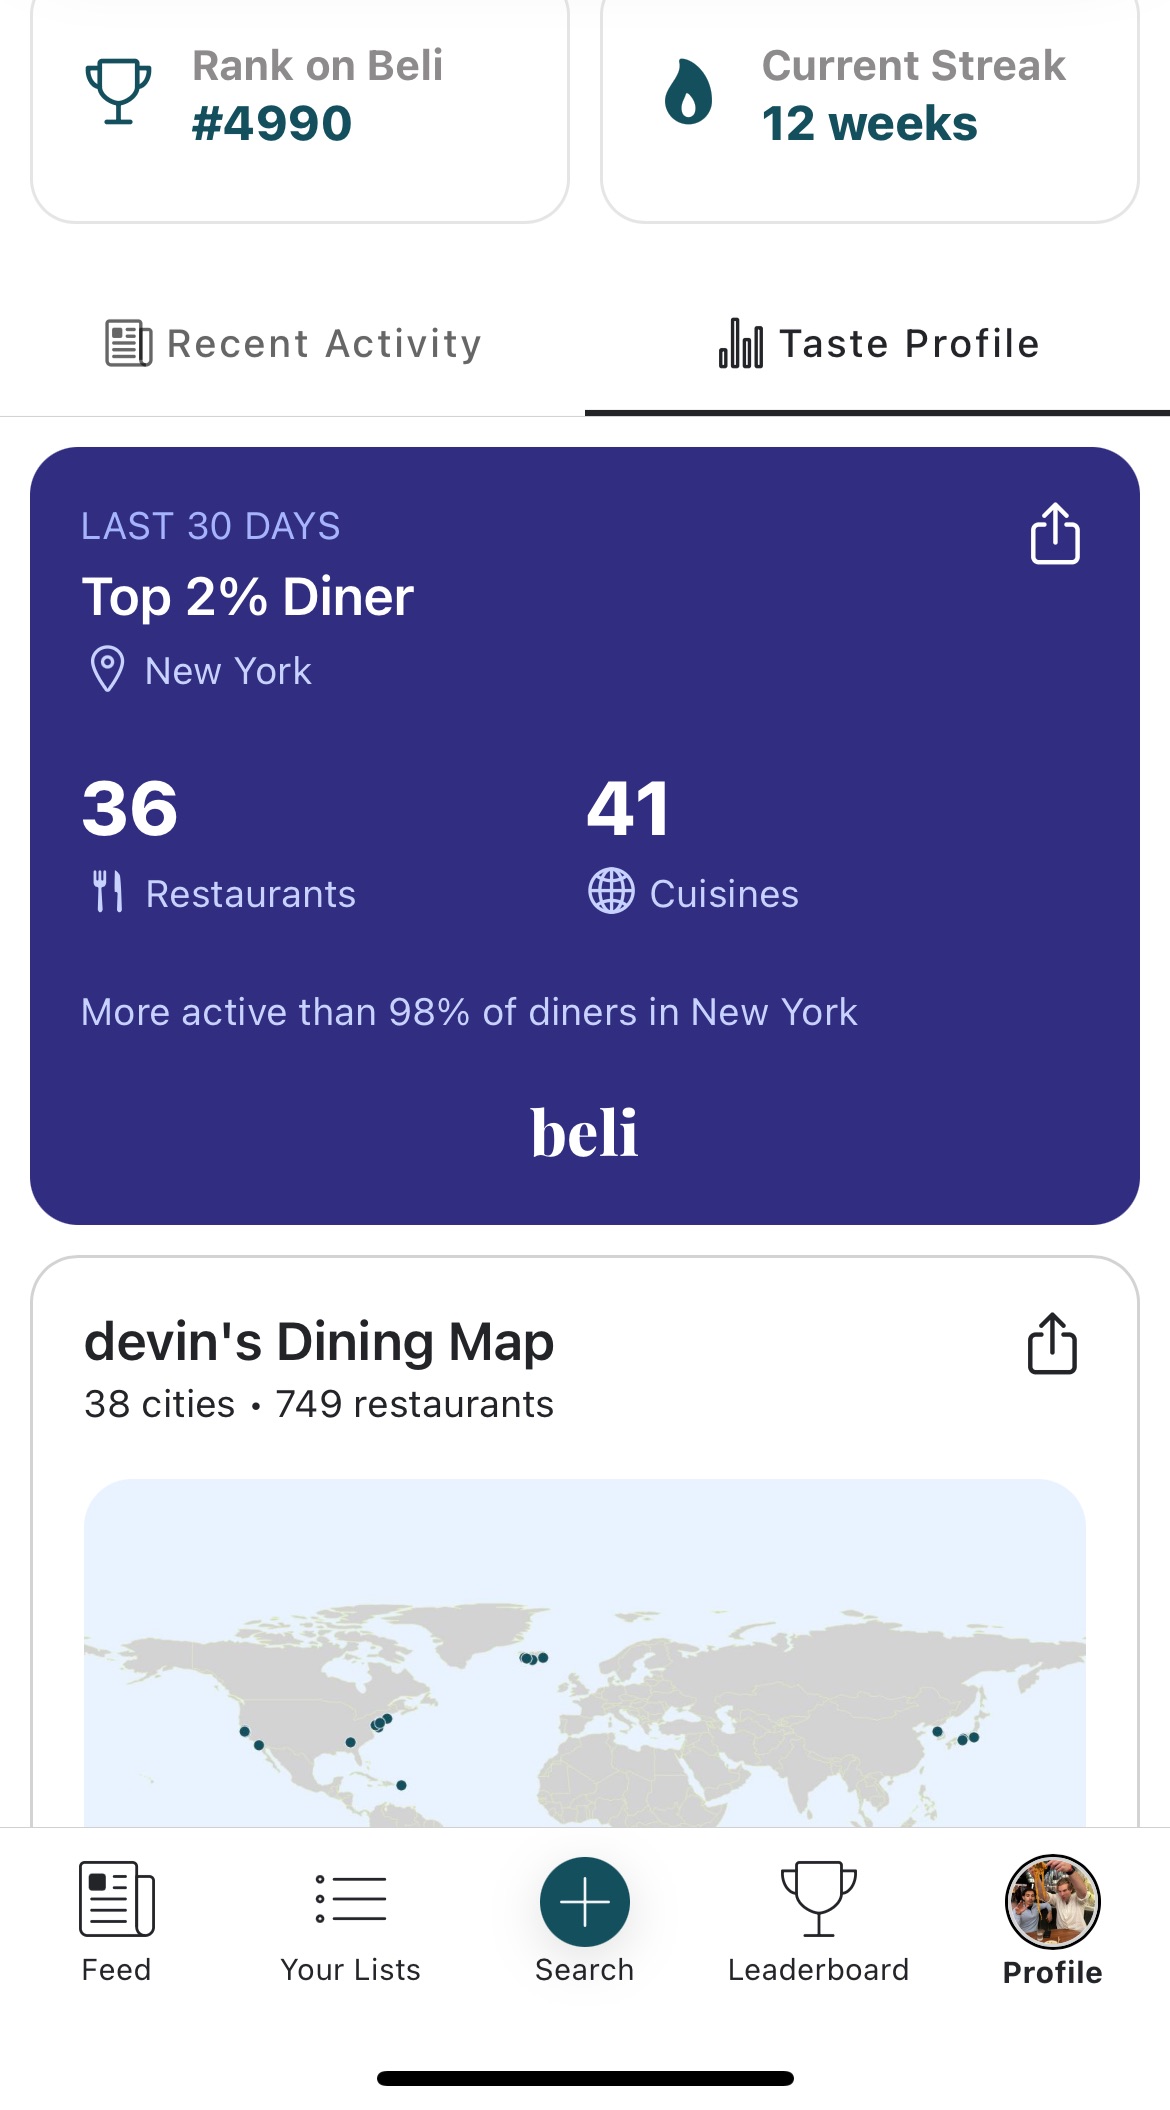 Rank on Beli
#4990
Current Streak
12 weeks
Recent Activity
Taste Profile
LAST 30 DAYS
Top 2% Diner
New York
36
Restaurants
41
Cuisines
More active than 98% of diners in New York
beli
devin's Dining Map
38 cities • 749 restaurants
Feed
Your Lists
Search
Leaderboard
Profile